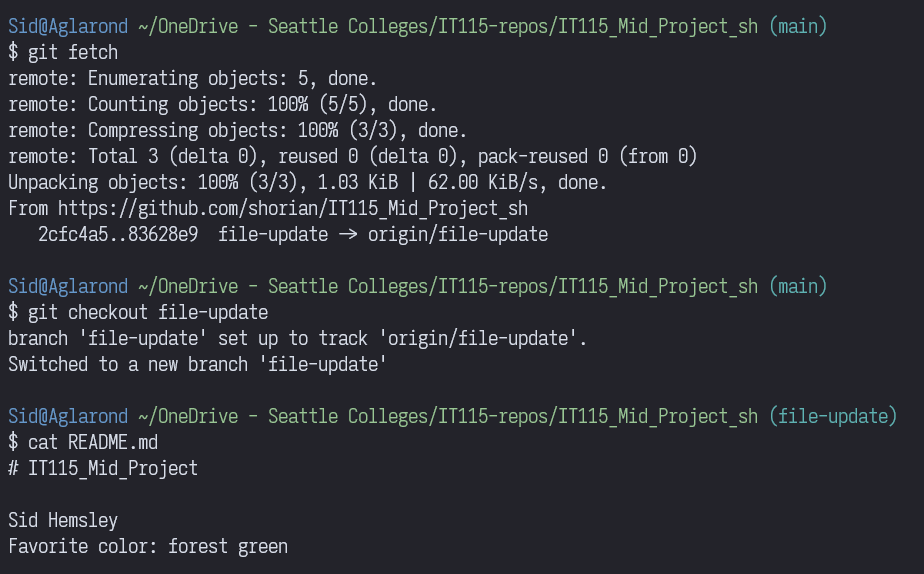 Sid@Aglarond ~/OneDrive - Seattle Colleges/IT115-repos/IT115_Mid_Project_sh (main)
$ git fetch
remote: Enumerating objects: 5, done.
remote: Counting objects: 100% (5/5), done.
remote: Compressing objects: 100% (3/3), done.
remote: Total 3 (delta 0), reused 0 (delta 0), pack-reused 0 (from 0)
Unpacking objects: 100% (3/3), 1.03 KiB | 62.00 KiB/s, done.
From https://github.com/shorian/IT115_Mid_Project_sh
   2cfc4a5..83628e9  file-update -> origin/file-update
Sid@Aglarond ~/OneDrive - Seattle Colleges/IT115-repos/IT115_Mid_Project_sh (main)
$ git checkout file-update
branch 'file-update' set up to track 'origin/file-update'.
Switched to a new branch 'file-update'
Sid@Aglarond ~/OneDrive - Seattle Colleges/IT115-repos/IT115_Mid_Project_sh (file-update)
$ cat README.md
# IT115_Mid_Project
Sid Hemsley
Favorite color: forest green